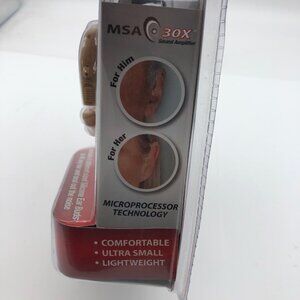 MSA 30X
Sound Amplifier
For Him
For Her
MICROPROCESSOR
TECHNOLOGY
• COMFORTABLE
• ULTRA SMALL
• LIGHTWEIGHT